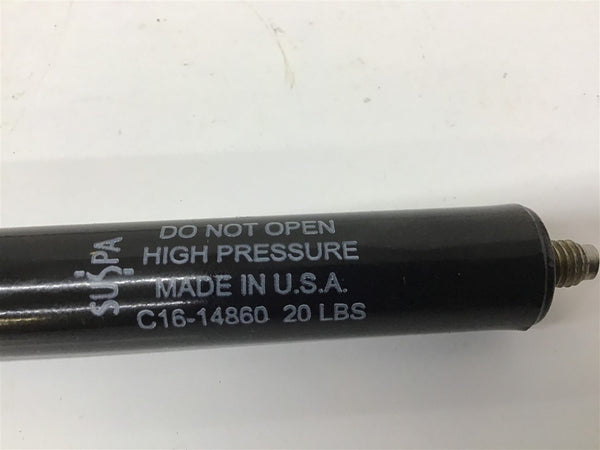 SUSPA
DO NOT OPEN
HIGH PRESSURE
MADE IN U.S.A.
C16-14860 20 LBS